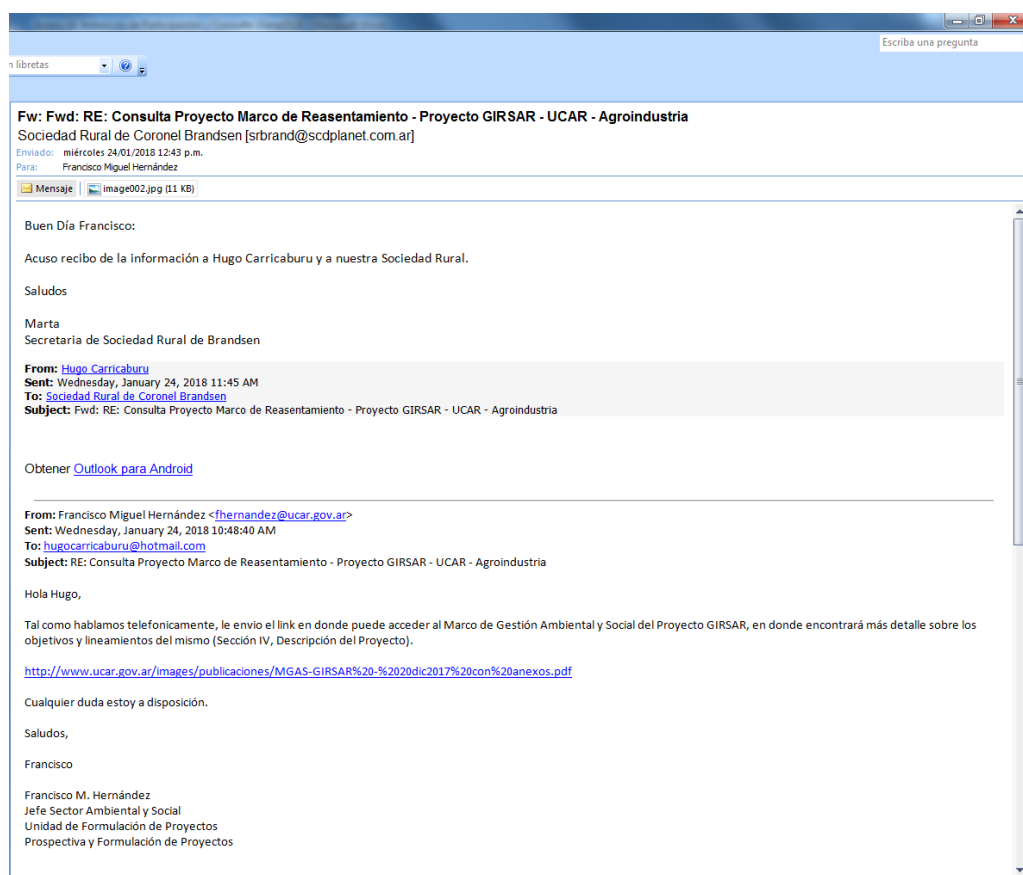 Escriba una pregunta
n libretas
Fw: Fwd: RE: Consulta Proyecto Marco de Reasentamiento - Proyecto GIRSAR - UCAR - Agroindustria
Sociedad Rural de Coronel Brandsen [srbrand@scdplanet.com.ar]
Enviado: miércoles 24/01/2018 12:43 p.m.
Para: Francisco Miguel Hernández
Mensaje image002.jpg (11 KB)
Buen Día Francisco:
Acuso recibo de la información a Hugo Carricaburu y a nuestra Sociedad Rural.
Saludos
Marta
Secretaria de Sociedad Rural de Brandsen
From: Hugo Carricaburu
Sent: Wednesday, January 24, 2018 11:45 AM
To: Sociedad Rural de Coronel Brandsen
Subject: Fwd: RE: Consulta Proyecto Marco de Reasentamiento - Proyecto GIRSAR - UCAR - Agroindustria
Obtener Outlook para Android
From: Francisco Miguel Hernández <fhernandez@ucar.gov.ar>
Sent: Wednesday, January 24, 2018 10:48:40 AM
To: hugocarricaburu@hotmail.com
Subject: RE: Consulta Proyecto Marco de Reasentamiento - Proyecto GIRSAR - UCAR - Agroindustria
Hola Hugo,
Tal como hablamos telefonicamente, le envio el link en donde puede acceder al Marco de Gestión Ambiental y Social del Proyecto GIRSAR, en donde encontrará más detalle sobre los
objetivos y lineamientos del mismo (Sección IV, Descripción del Proyecto).
http://www.ucar.gov.ar/images/publicaciones/MGAS-GIRSAR%20-%2020dic2017%20con%20anexos.pdf
Cualquier duda estoy a disposición.
Saludos,
Francisco
Francisco M. Hernández
Jefe Sector Ambiental y Social
Unidad de Formulación de Proyectos
Prospectiva y Formulación de Proyectos